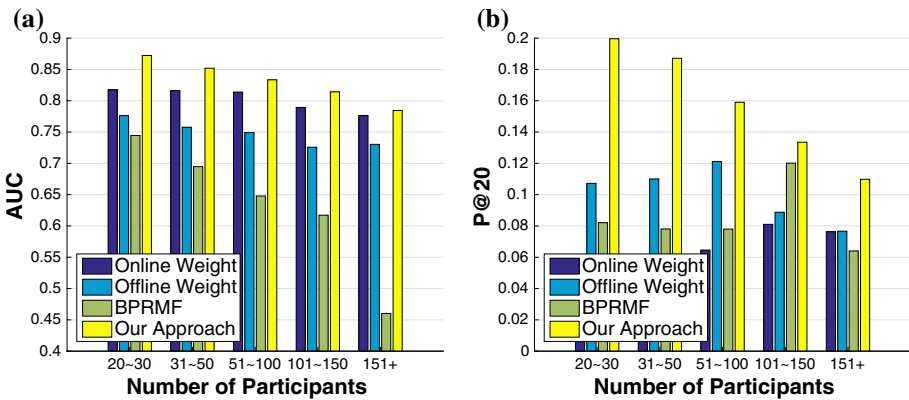 (a)
AUC
0.9
0.85
0.8
0.75
0.7
0.65
0.6
0.55
0.5
0.45
0.4
Online Weight
Offline Weight
BPRMF
Our Approach
20~30 31~50 51~100 101~150 151+
Number of Participants
(b)
P@20
0.2
0.18
0.16
0.14
0.12
0.1
0.08
0.06
0.04
0.02
0
Online Weight
Offline Weight
BPRMF
Our Approach
20~30 31~50 51~100 101~150 151+
Number of Participants